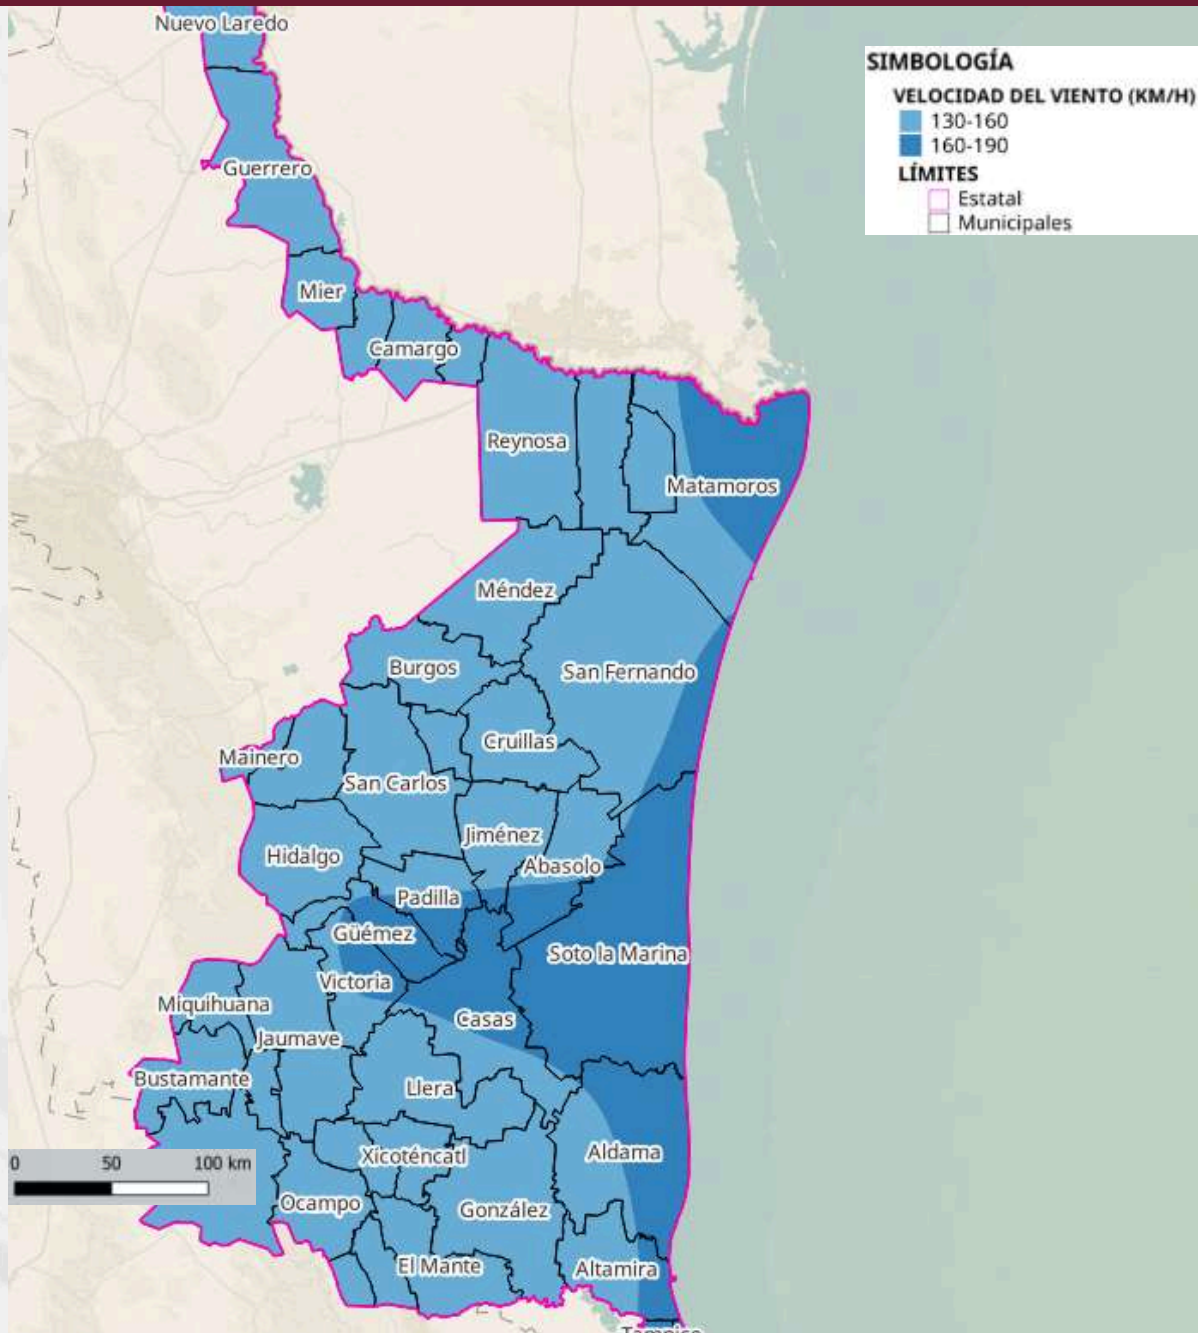 Nuevo Laredo
SIMBOLOGÍA
VELOCIDAD DEL VIENTO (KM/H)
130-160
160-190
LÍMITES
Estatal
Municipales
Guerrero
Mier
Camargo
Reynosa
Matamoros
Méndez
Burgos
San Fernando
Cruillas
Mainero
San Carlos
Jiménez
Hidalgo
Abasolo
Padilla
Güémez
Soto la Marina
Victoria
Miquihuana
Casas
Jaumave
Bustamante
Llera
Aldama
Xicoténcatl
0 50 100 km
Ocampo
González
El Mante
Altamira
Tampico